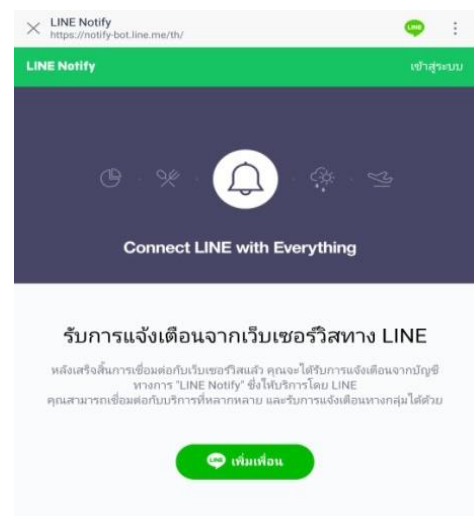 LINE Notify
https://notify-bot.line.me/th/
LINE
LINE Notify
เข้าสู่ระบบ
Connect LINE with Everything
รับการแจ้งเตือนจากเว็บเซอร์วิสทาง LINE
หลังเสร็จสิ้นการเชื่อมต่อกับเว็บเซอร์วิสแล้ว คุณจะได้รับการแจ้งเตือนจากบัญชี
ทางการ "LINE Notify" ซึ่งให้บริการโดย LINE
คุณสามารถเชื่อมต่อกับบริการที่หลากหลาย และรับการแจ้งเตือนทางกลุ่มได้ด้วย
LINE เพิ่มเพื่อน